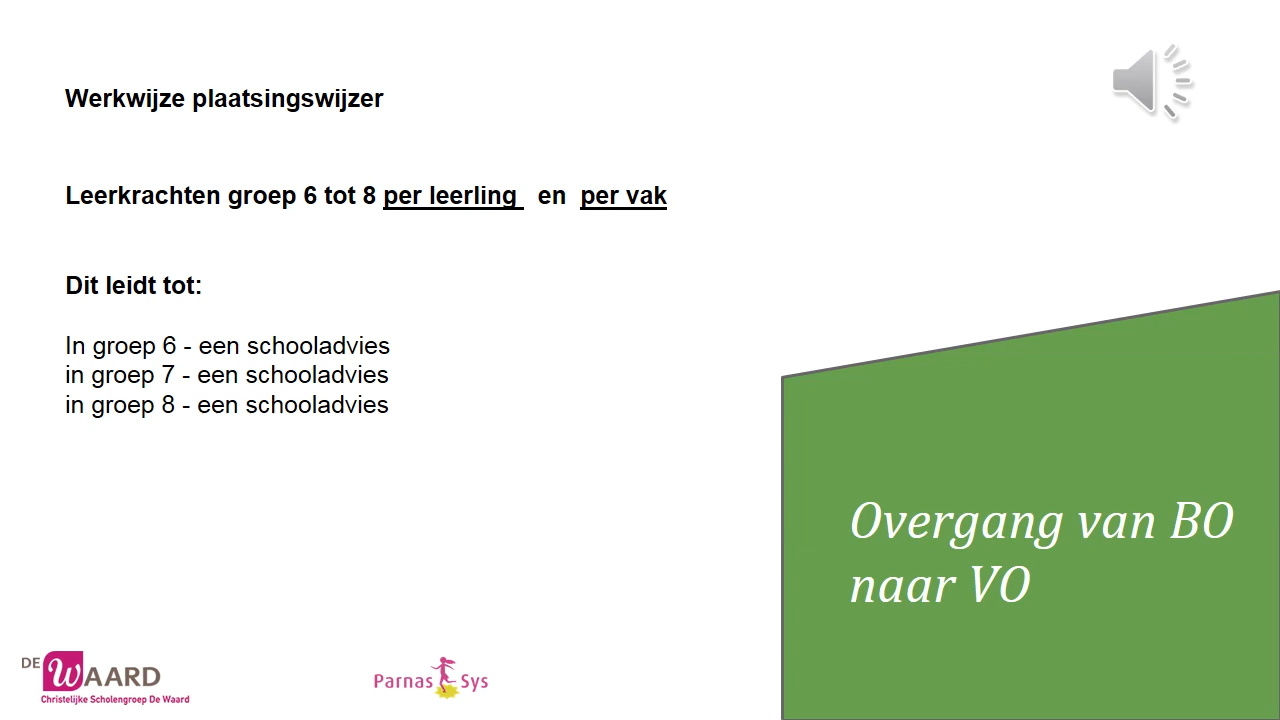 Werkwijze plaatsingswijzer
Leerkrachten groep 6 tot 8 per leerling en per vak
Dit leidt tot:
In groep 6 - een schooladvies
in groep 7 - een schooladvies
in groep 8 - een schooladvies
Overgang van BO
naar VO
DE WAARD
Christelijke Scholengroep De Waard
ParnasSys